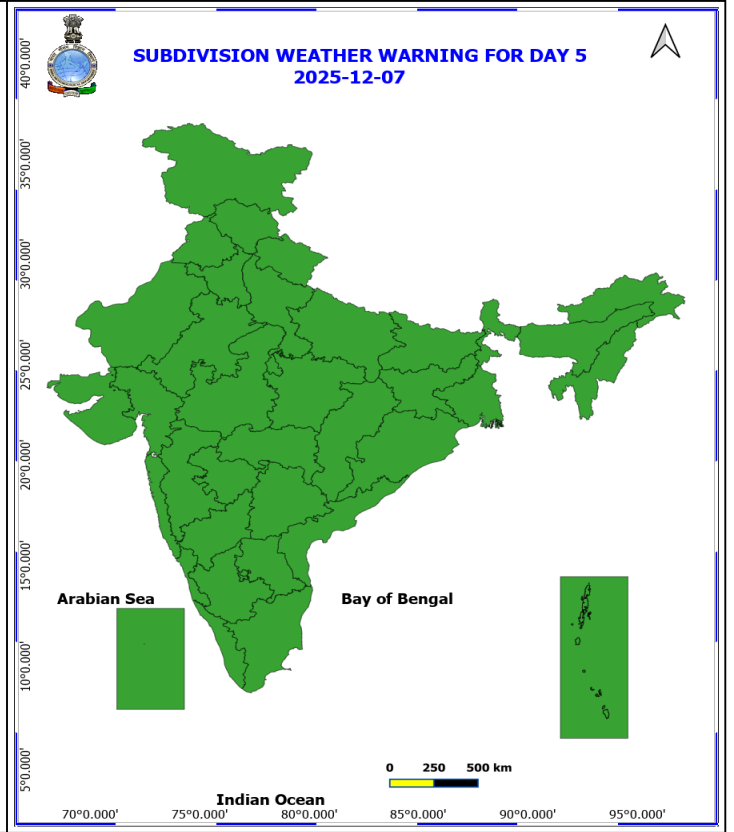 SUBDIVISION WEATHER WARNING FOR DAY 5
2025-12-07
40°0.000'
35°0.000'
30°0.000'
25°0.000'
20°0.000'
15°0.000'
10°0.000'
5°0.000'
Arabian Sea
Bay of Bengal
0 250 500 km
Indian Ocean
70°0.000' 75°0.000' 80°0.000' 85°0.000' 90°0.000' 95°0.000'